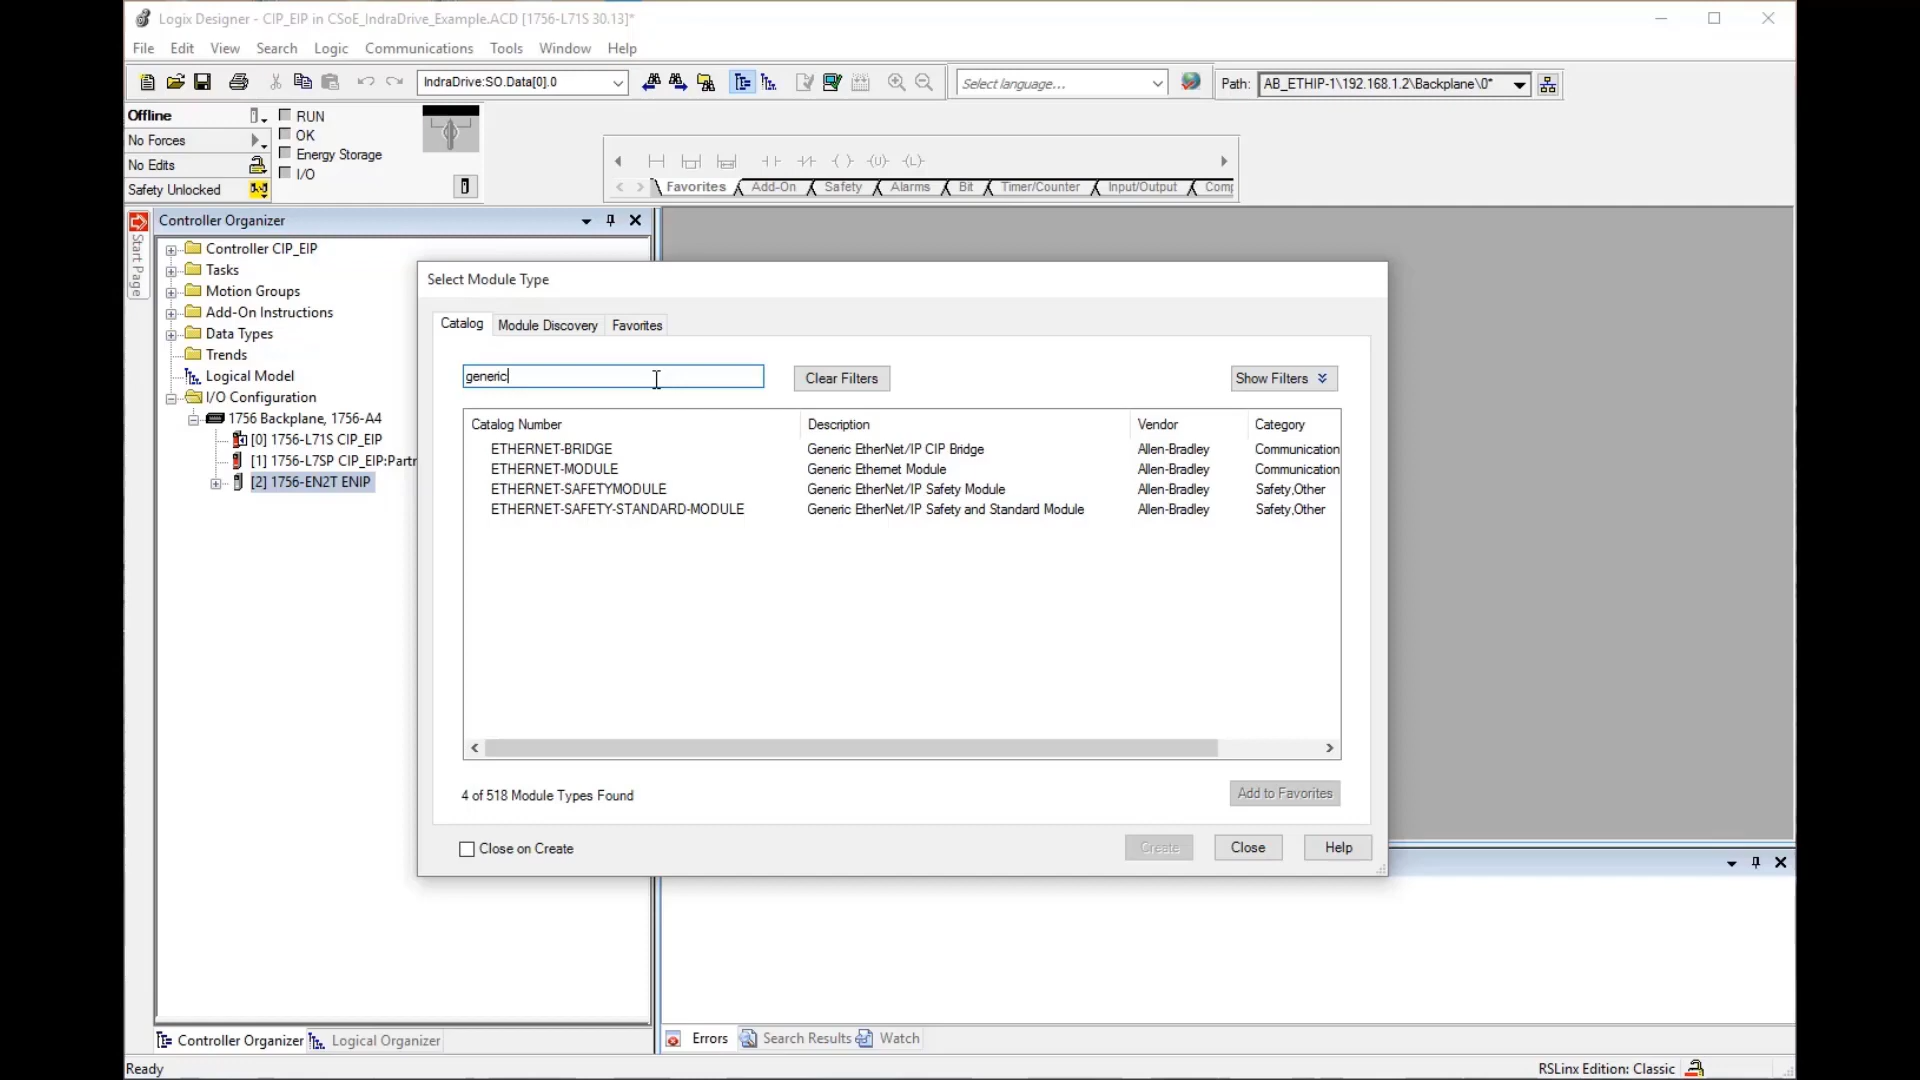 Logix Designer - CIP_EIP in CSoE_IndraDrive_Example.ACD [1756-L71S 30.13]*
File Edit View Search Logic Communications Tools Window Help
IndraDrive:SO.Data[0].0
Select language...
Path: AB_ETHIP-1\192.168.1.2\Backplane\0*
Offline
RUN
No Forces
OK
No Edits
Energy Storage
Safety Unlocked
I/O
Favorites Add-On Safety Alarms Bit Timer/Counter Input/Output Comp
Start Page
Controller Organizer
Controller CIP_EIP
Tasks
Motion Groups
Add-On Instructions
Data Types
Trends
Logical Model
I/O Configuration
1756 Backplane, 1756-A4
[0] 1756-L71S CIP_EIP
[1] 1756-L7SP CIP_EIP:Partr
[2] 1756-EN2T ENIP
Select Module Type
Catalog Module Discovery Favorites
generic
Clear Filters
Show Filters
Catalog Number Description Vendor Category
ETHERNET-BRIDGE Generic EtherNet/IP CIP Bridge Allen-Bradley Communication
ETHERNET-MODULE Generic Ethernet Module Allen-Bradley Communication
ETHERNET-SAFETYMODULE Generic EtherNet/IP Safety Module Allen-Bradley Safety,Other
ETHERNET-SAFETY-STANDARD-MODULE Generic EtherNet/IP Safety and Standard Module Allen-Bradley Safety,Other
4 of 518 Module Types Found
Add to Favorites
Close on Create
Create
Close
Help
Controller Organizer Logical Organizer
Errors Search Results Watch
Ready
RSLinx Edition: Classic